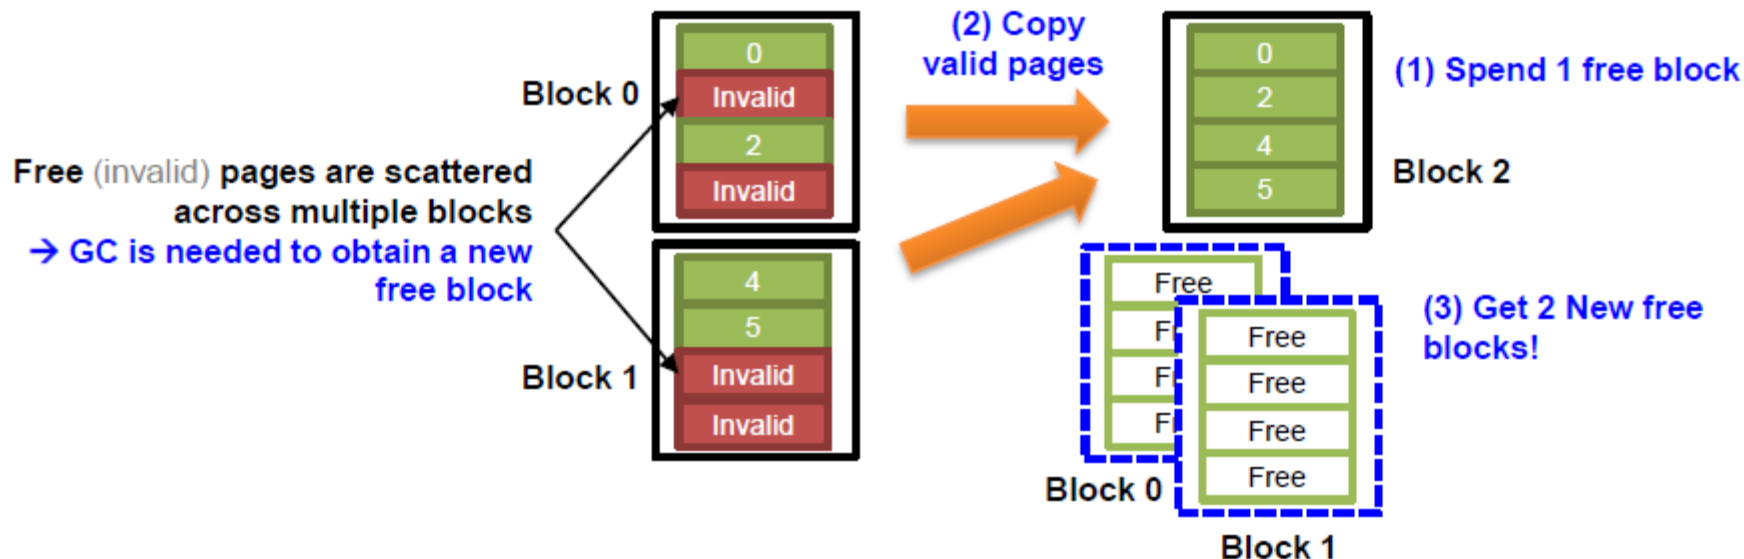 Free (invalid) pages are scattered
across multiple blocks
→ GC is needed to obtain a new
free block
Block 0
0
Invalid
2
Invalid
Block 1
4
5
Invalid
Invalid
(2) Copy
valid pages
(1) Spend 1 free block
0
2
4
5
Block 2
(3) Get 2 New free
blocks!
Free
Block 0
Free
Free
Free
Free
Block 1